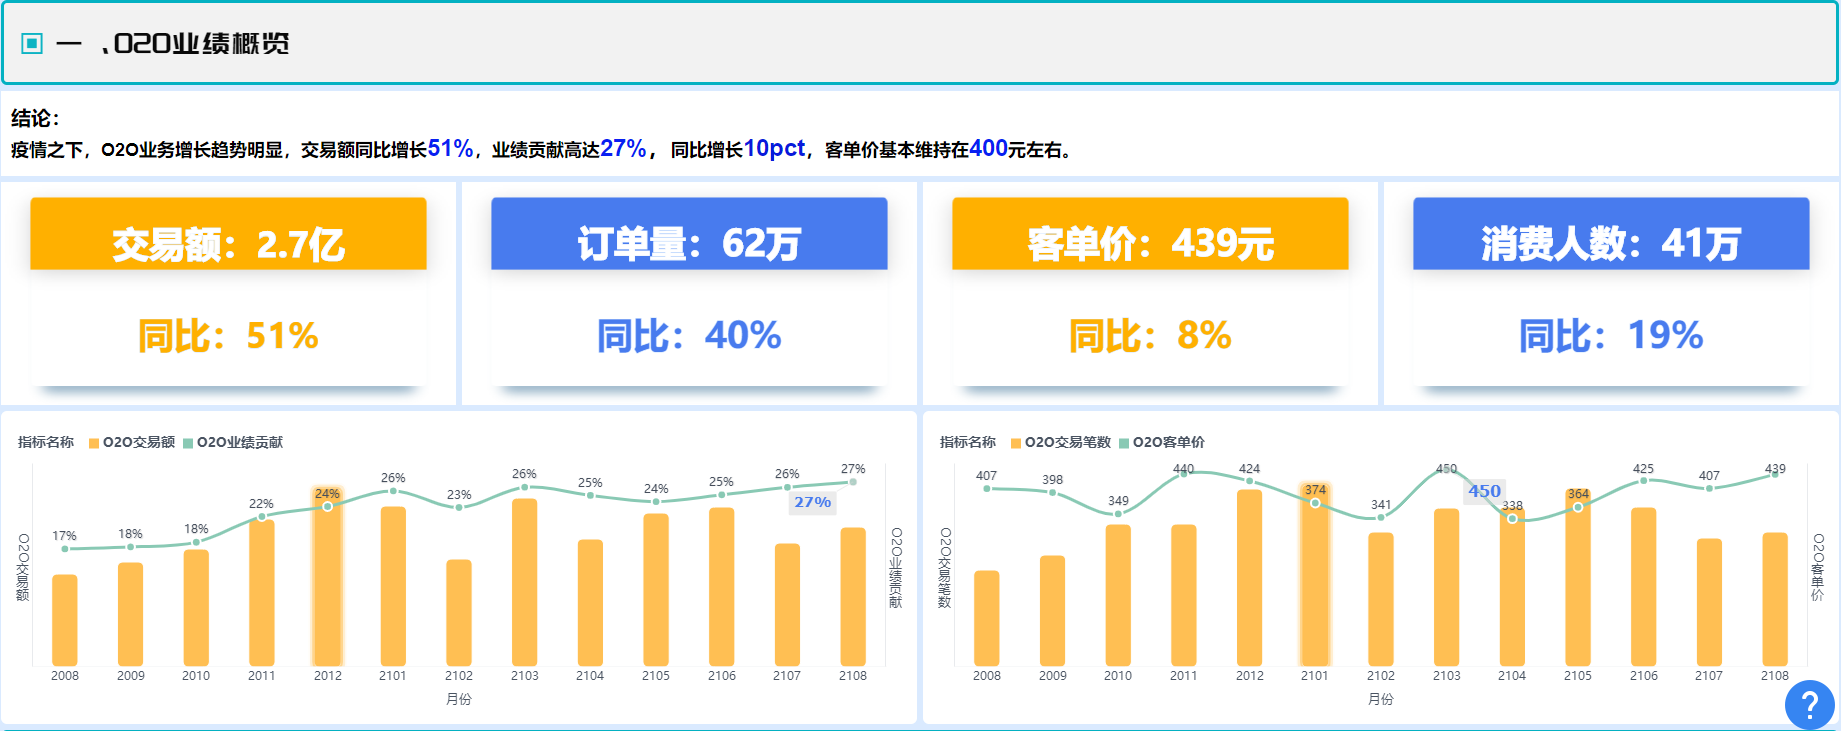 一 、O2O业绩概览
结论：
疫情之下，O2O业务增长趋势明显，交易额同比增长51%，业绩贡献高达27%， 同比增长10pct，客单价基本维持在400元左右。
交易额：2.7亿
同比：51%
订单量：62万
同比：40%
客单价：439元
同比：8%
消费人数：41万
同比：19%
指标名称 O2O交易额 O2O业绩贡献
17% 18% 18% 22% 24% 26% 23% 26% 25% 24% 25% 26% 27%
27%
O2O交易额
O2O业绩贡献
2008 2009 2010 2011 2012 2101 2102 2103 2104 2105 2106 2107 2108
月份
指标名称 O2O交易笔数 O2O客单价
407 398 349 440 424 374 341 450 338 364 425 407 439
450
O2O交易笔数
O2O客单价
2008 2009 2010 2011 2012 2101 2102 2103 2104 2105 2106 2107 2108
月份
?